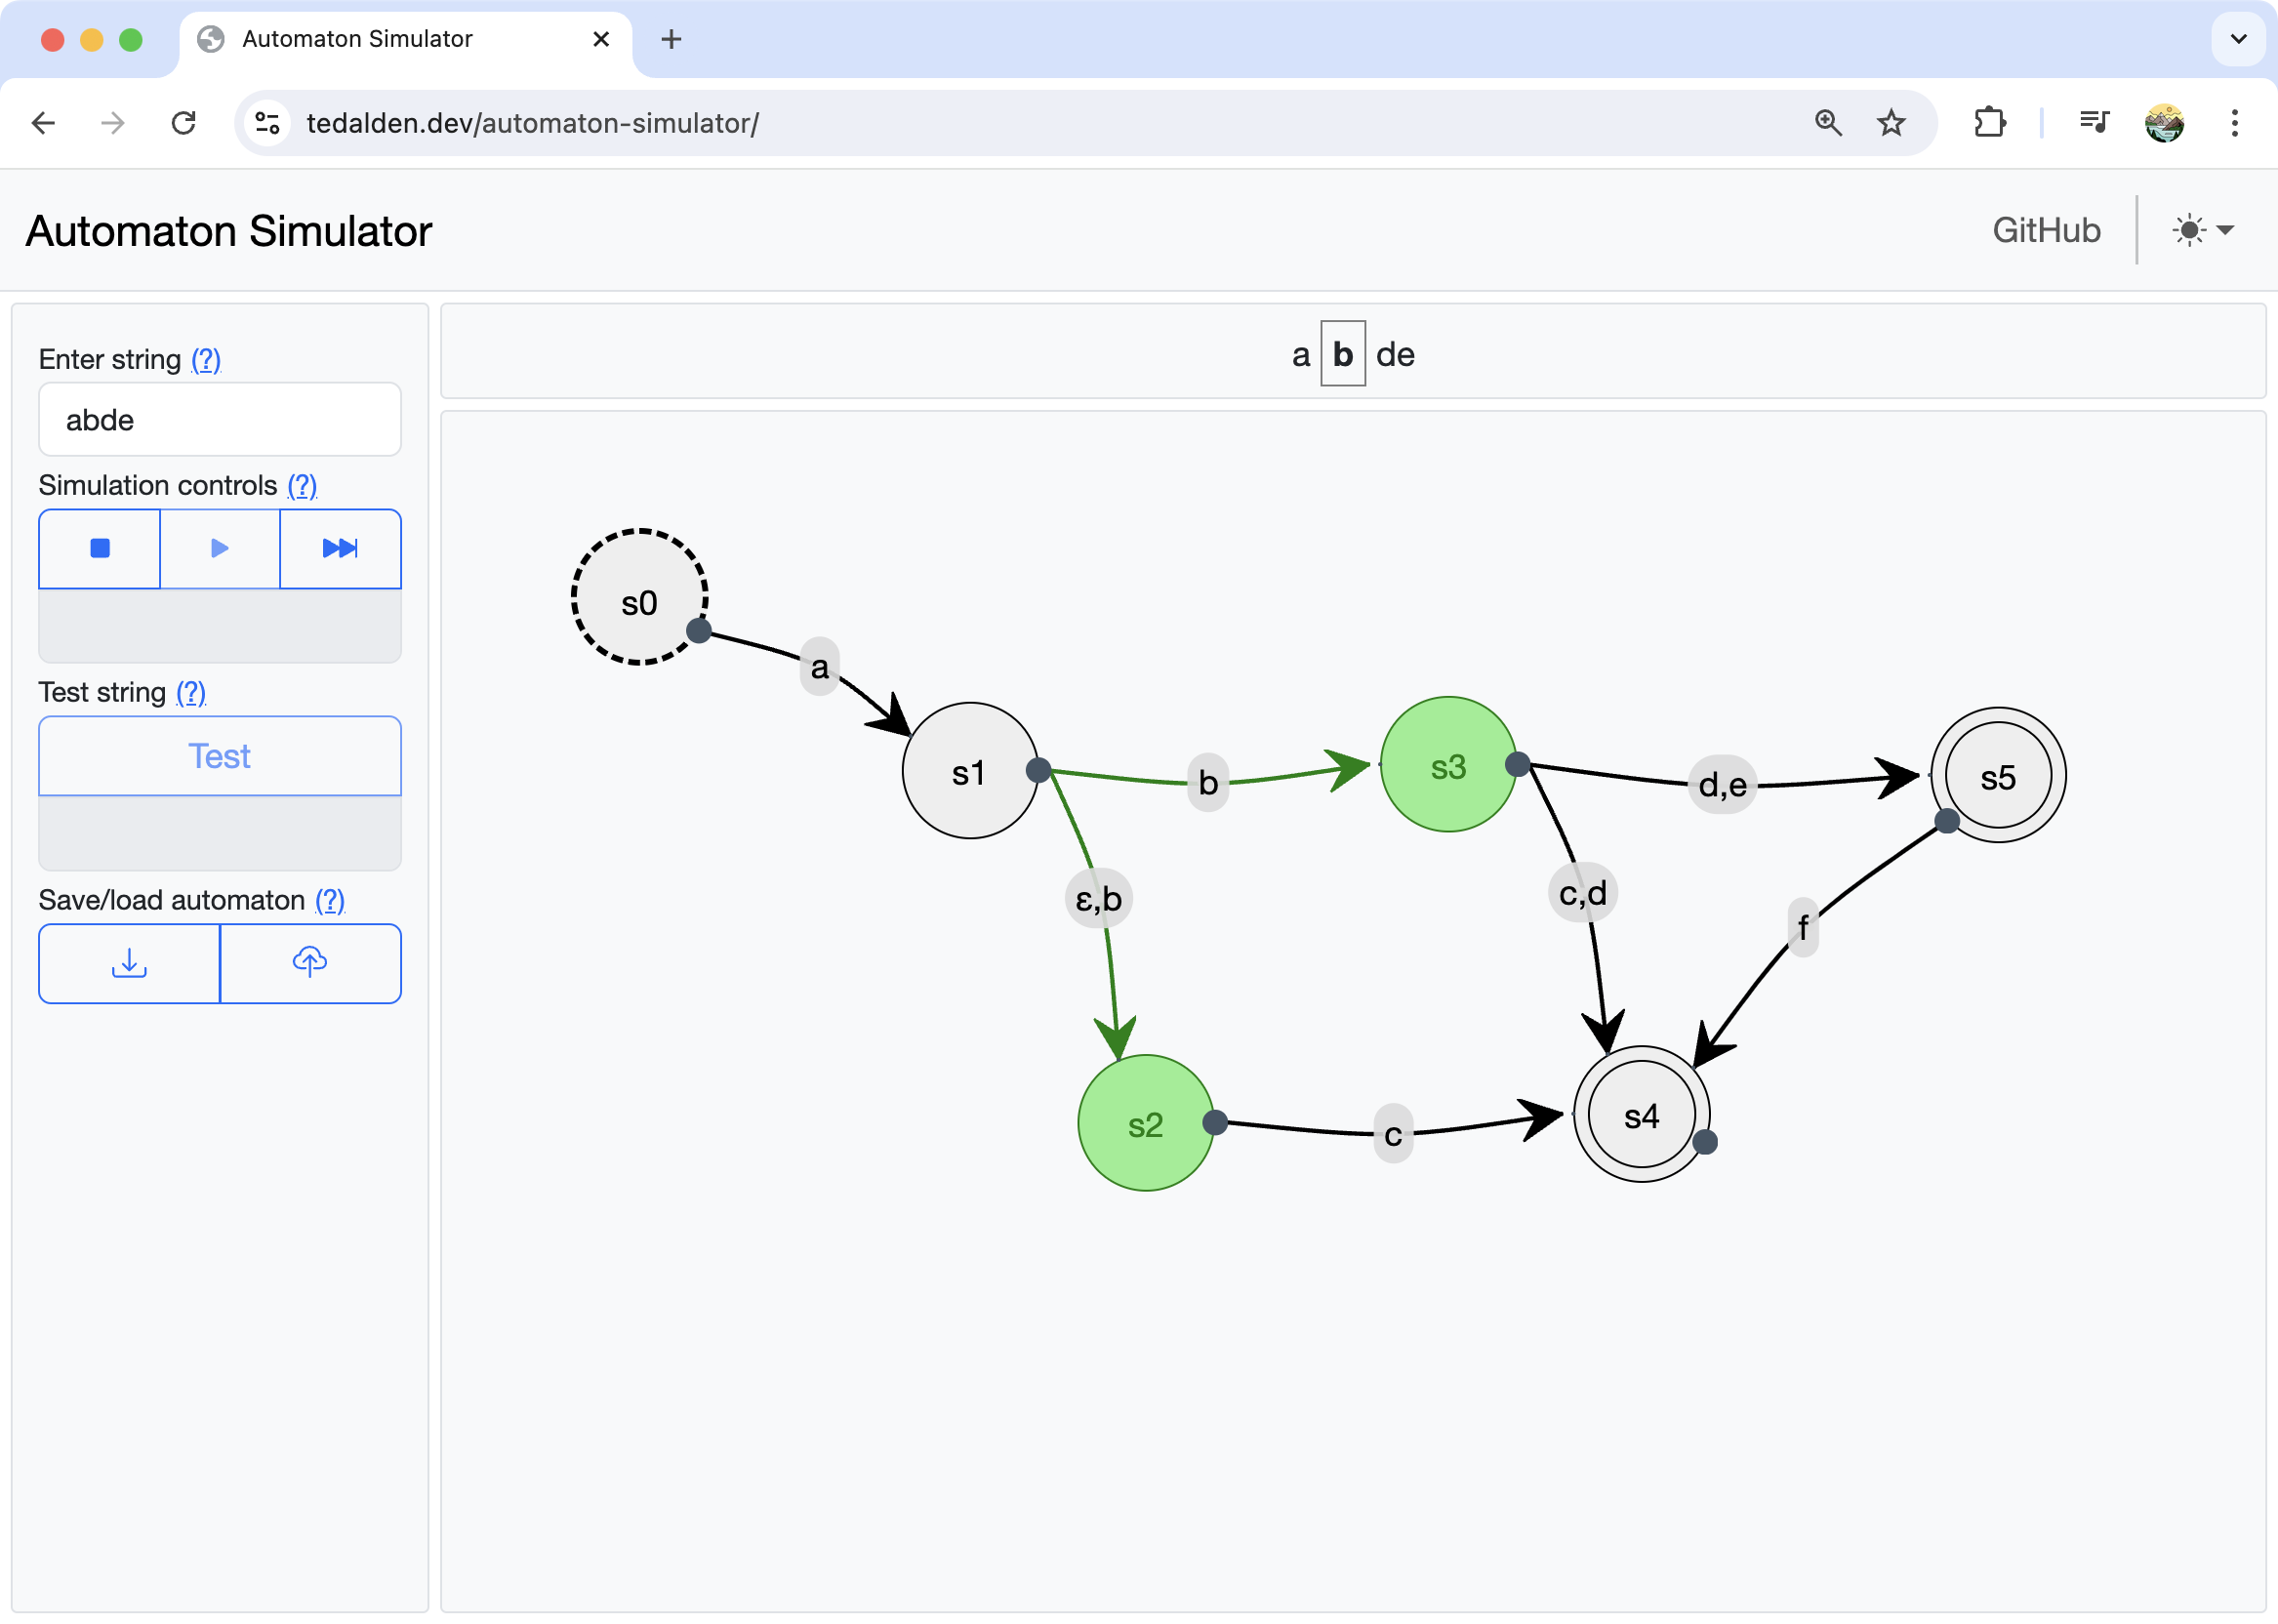 Automaton Simulator
tedalden.dev/automaton-simulator/
Automaton Simulator
GitHub
Enter string (?)
abde
Simulation controls (?)
Test string (?)
Test
Save/load automaton (?)
a b de
s0
a
s1
b
s3
d,e
s5
ε,b
c,d
f
s2
c
s4